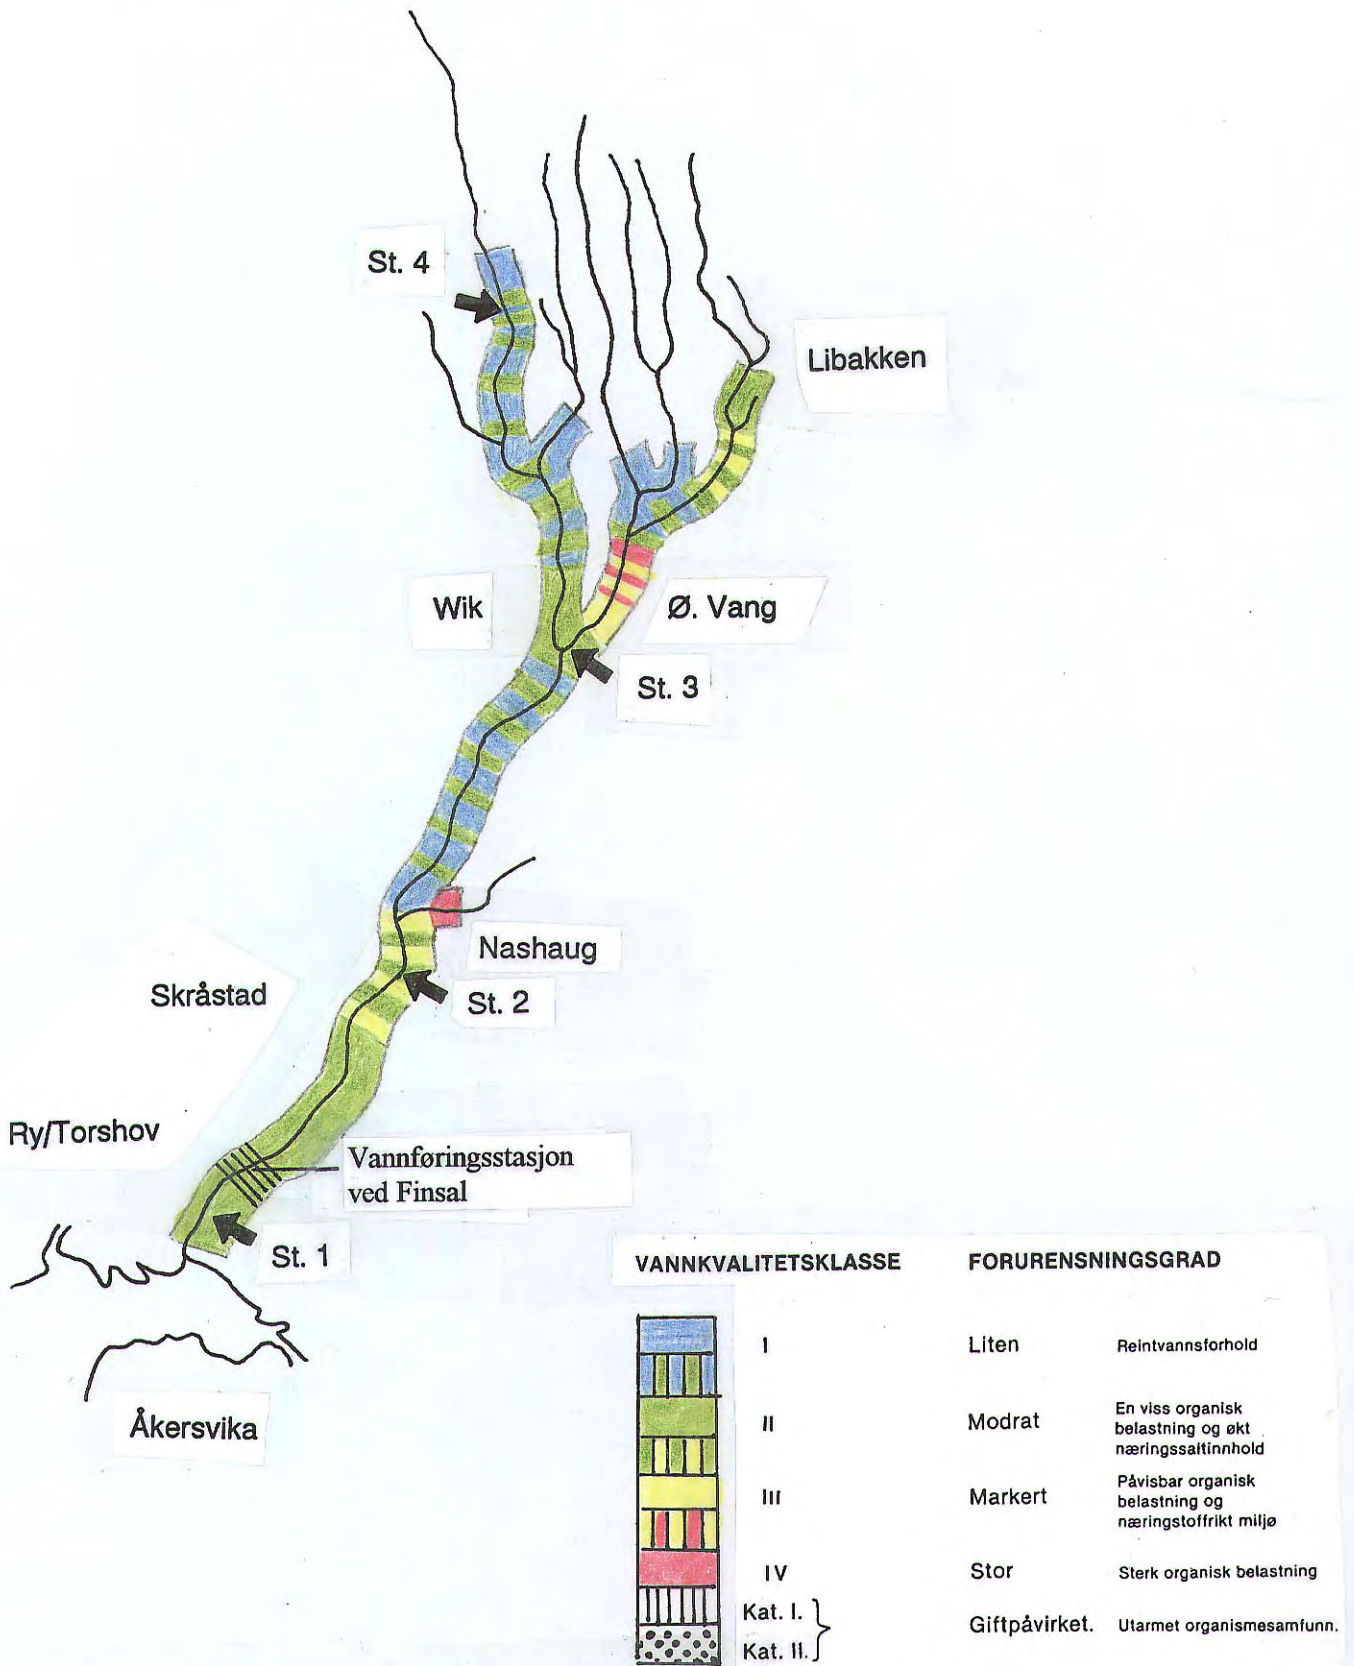 St. 4
Libakken
Wik
Ø. Vang
St. 3
Nashaug
Skråstad
St. 2
Ry/Torshov
Vannføringsstasjon
ved Finsal
St. 1
Åkersvika
VANNKVALITETSKLASSE FORURENSNINGSGRAD
I Liten Reintvannsforhold
II Modrat En viss organisk
belastning og økt
næringssaltinnhold
III Markert Påvisbar organisk
belastning og
næringstoffrikt miljø
IV Stor Sterk organisk belastning
Kat. I.
Kat. II.
Giftpåvirket. Utarmet organismesamfunn.